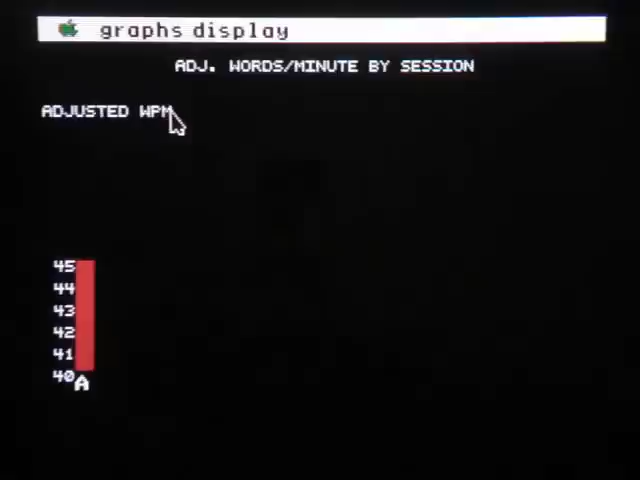 graphs display
ADJ. WORDS/MINUTE BY SESSION
ADJUSTED WPM
45
44
43
42
41
40
A